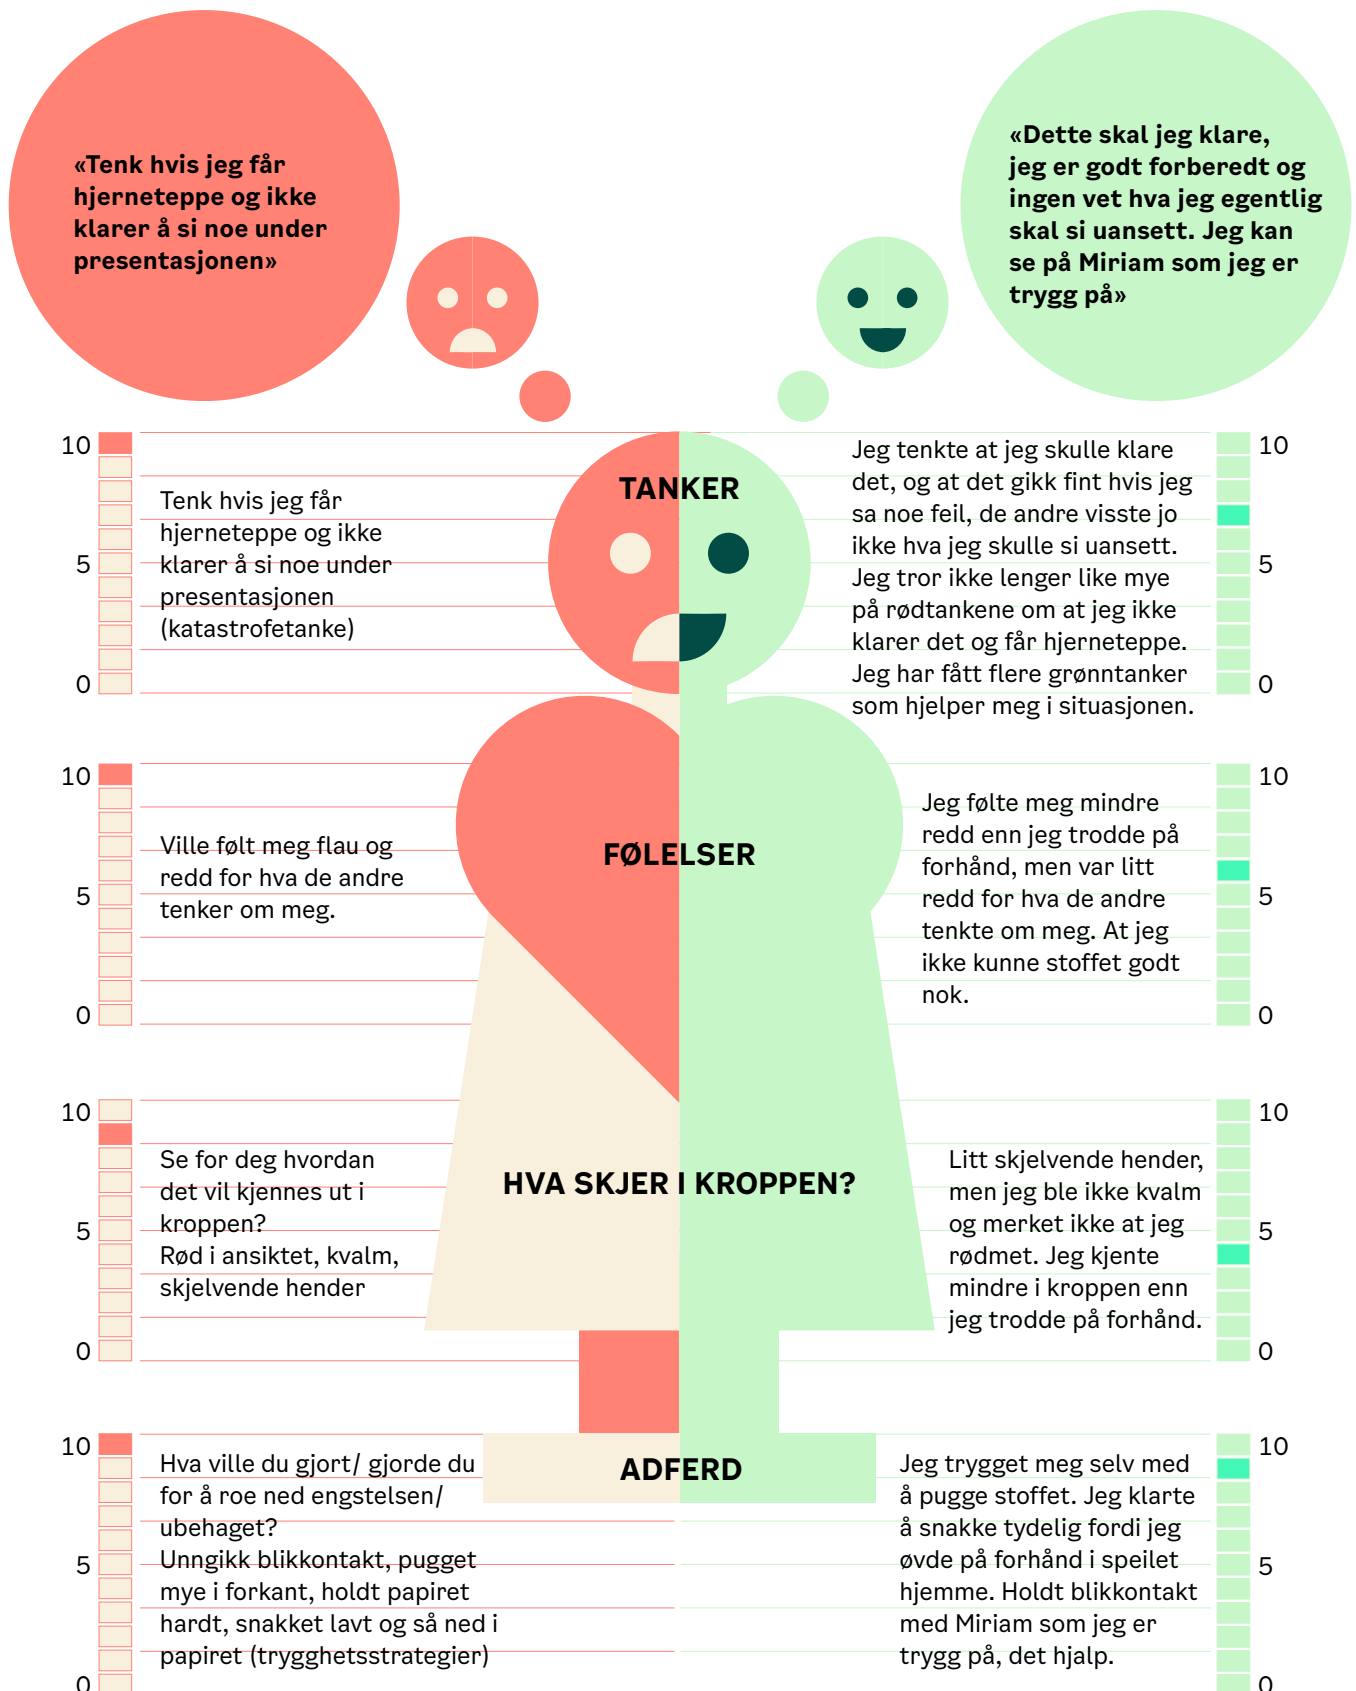 «Tenk hvis jeg får
hjerneteppe og ikke
klarer å si noe under
presentasjonen»
«Dette skal jeg klare,
jeg er godt forberedt og
ingen vet hva jeg egentlig
skal si uansett. Jeg kan
se på Miriam som jeg er
trygg på»
TANKER
10
5
0
Tenk hvis jeg får
hjerneteppe og ikke
klarer å si noe under
presentasjonen
(katastrofetanke)
Jeg tenkte at jeg skulle klare
det, og at det gikk fint hvis jeg
sa noe feil, de andre visste jo
ikke hva jeg skulle si uansett.
Jeg tror ikke lenger like mye
på rødtankene om at jeg ikke
klarer det og får hjerneteppe.
Jeg har fått flere grønntanker
som hjelper meg i situasjonen.
10
5
0
FØLELSER
10
5
0
Ville følt meg flau og
redd for hva de andre
tenker om meg.
Jeg følte meg mindre
redd enn jeg trodde på
forhånd, men var litt
redd for hva de andre
tenkte om meg. At jeg
ikke kunne stoffet godt
nok.
10
5
0
HVA SKJER I KROPPEN?
10
5
0
Se for deg hvordan
det vil kjennes ut i
kroppen?
Rød i ansiktet, kvalm,
skjelvende hender
Litt skjelvende hender,
men jeg ble ikke kvalm
og merket ikke at jeg
rødmet. Jeg kjente
mindre i kroppen enn
jeg trodde på forhånd.
10
5
0
ADFERD
10
5
0
Hva ville du gjort/ gjorde du
for å roe ned engstelsen/
ubehaget?
Unngikk blikkontakt, pugget
mye i forkant, holdt papiret
hardt, snakket lavt og så ned i
papiret (trygghetsstrategier)
Jeg trygget meg selv med
å pugge stoffet. Jeg klarte
å snakke tydelig fordi jeg
øvde på forhånd i speilet
hjemme. Holdt blikkontakt
med Miriam som jeg er
trygg på, det hjalp.
10
5
0